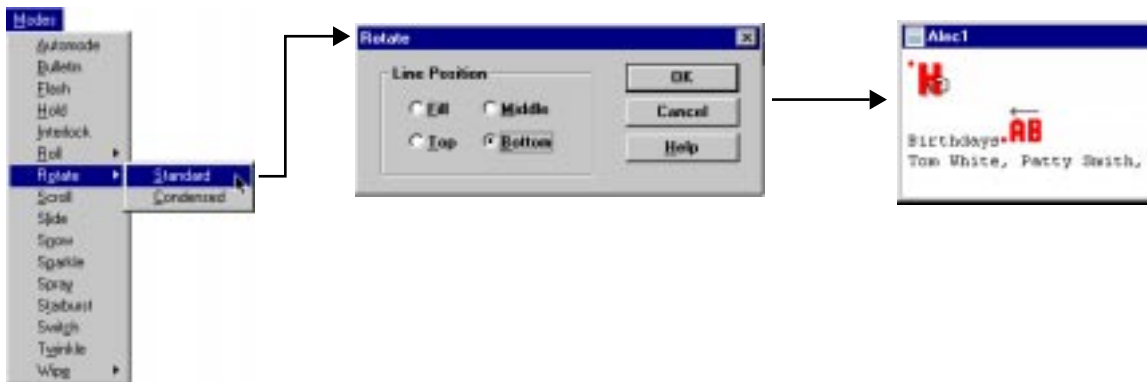 Modes
Automode
Bulletin
Flash
Hold
Interlock
Roll
Rotate
Standard
Condensed
Scroll
Slide
Snow
Sparkle
Spray
Starburst
Switch
Twinkle
Wipe
Rotate
Line Position
Fill
Middle
Top
Bottom
OK
Cancel
Help
Alec1
Birthdays AB
Tom White, Patty Smith,